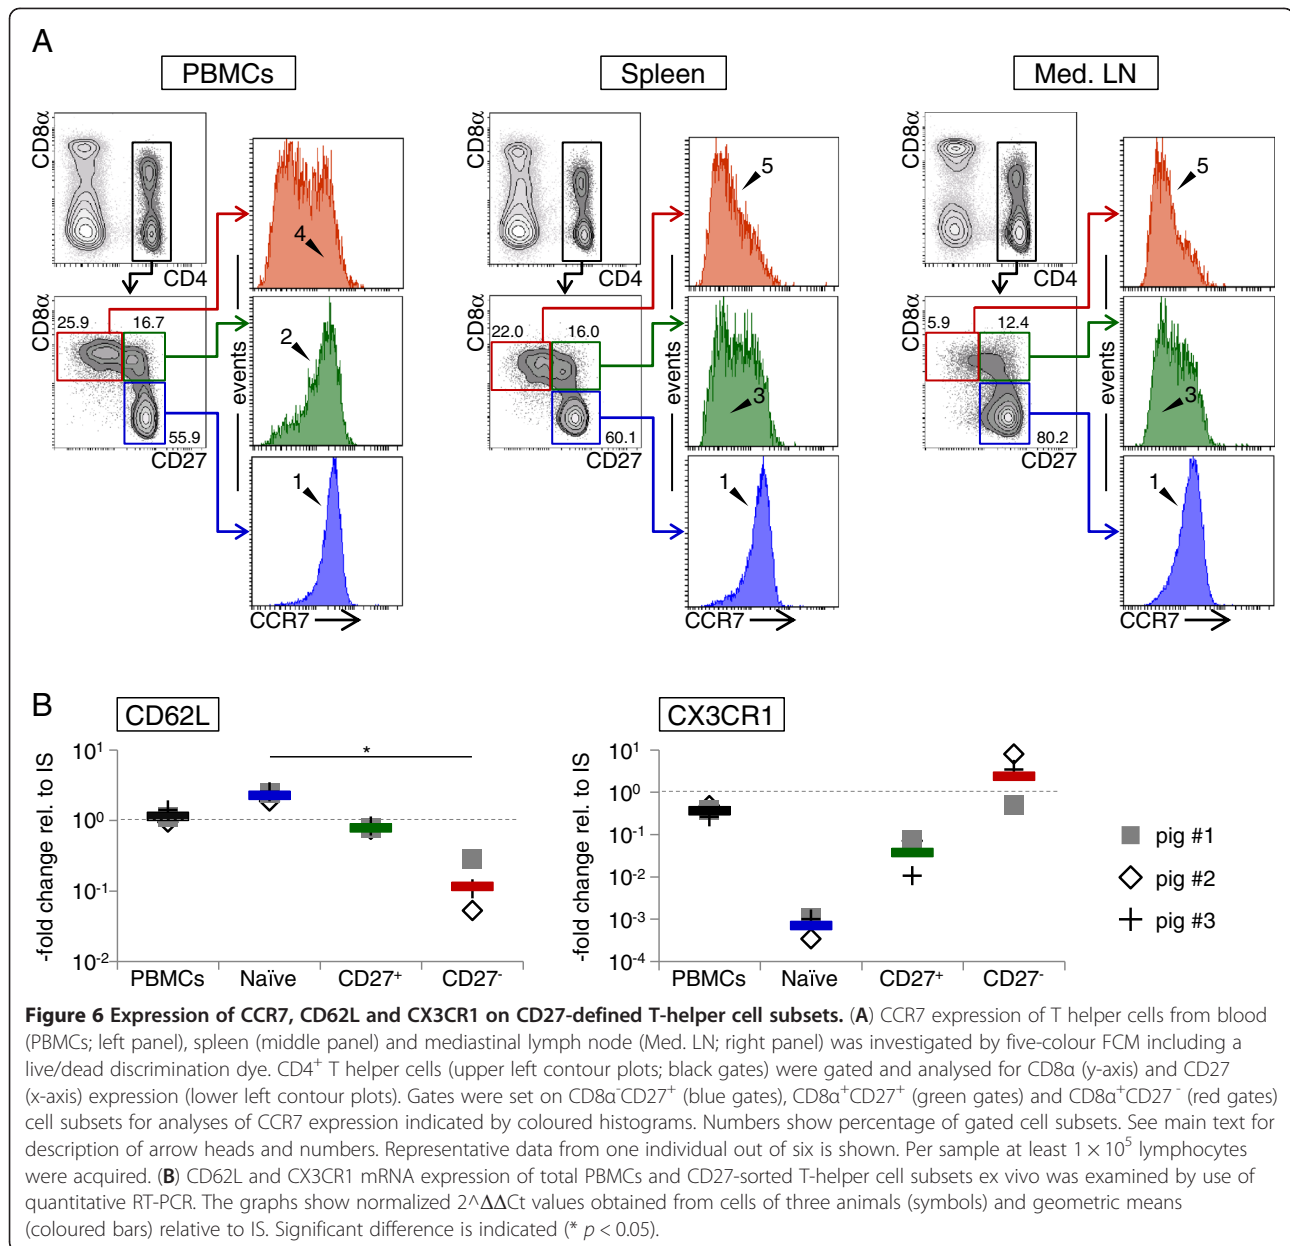 A
PBMCs
Spleen
Med. LN
CD8α
CD4
4
CD8α
25.9
16.7
55.9
CD27
events
2
1
CCR7
CD8α
CD4
5
CD8α
22.0
16.0
60.1
CD27
events
3
1
CCR7
CD8α
CD4
5
CD8α
5.9
12.4
80.2
CD27
events
3
1
CCR7
B
CD62L
-fold change rel. to IS
10¹
10⁰
10⁻¹
10⁻²
*
PBMCs Naïve CD27⁺ CD27⁻
CX3CR1
-fold change rel. to IS
10¹
10⁰
10⁻¹
10⁻²
10⁻³
10⁻⁴
PBMCs Naïve CD27⁺ CD27⁻
pig #1
pig #2
pig #3
Figure 6 Expression of CCR7, CD62L and CX3CR1 on CD27-defined T-helper cell subsets. (A) CCR7 expression of T helper cells from blood
(PBMCs; left panel), spleen (middle panel) and mediastinal lymph node (Med. LN; right panel) was investigated by five-colour FCM including a
live/dead discrimination dye. CD4⁺ T helper cells (upper left contour plots; black gates) were gated and analysed for CD8α (y-axis) and CD27
(x-axis) expression (lower left contour plots). Gates were set on CD8α⁻CD27⁺ (blue gates), CD8α⁺CD27⁺ (green gates) and CD8α⁺CD27⁻ (red gates)
cell subsets for analyses of CCR7 expression indicated by coloured histograms. Numbers show percentage of gated cell subsets. See main text for
description of arrow heads and numbers. Representative data from one individual out of six is shown. Per sample at least 1 × 10⁵ lymphocytes
were acquired. (B) CD62L and CX3CR1 mRNA expression of total PBMCs and CD27-sorted T-helper cell subsets ex vivo was examined by use of
quantitative RT-PCR. The graphs show normalized 2^ΔΔCt values obtained from cells of three animals (symbols) and geometric means
(coloured bars) relative to IS. Significant difference is indicated (* p < 0.05).